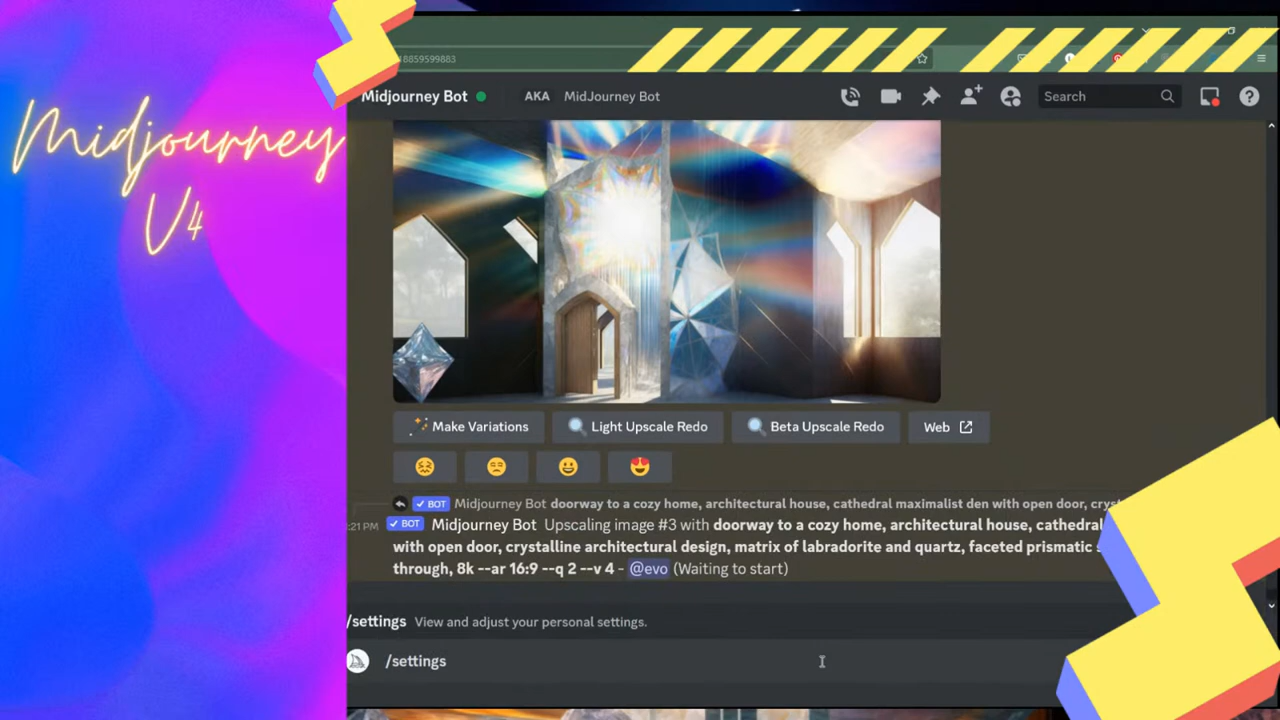 Midjourney
V4
18859599883
Midjourney Bot AKA MidJourney Bot
Search
Make Variations Light Upscale Redo Beta Upscale Redo Web
BOT Midjourney Bot doorway to a cozy home, architectural house, cathedral maximalist den with open door, cryst
:21 PM BOT Midjourney Bot Upscaling image #3 with doorway to a cozy home, architectural house, cathedral
with open door, crystalline architectural design, matrix of labradorite and quartz, faceted prismatic s
through, 8k --ar 16:9 --q 2 --v 4 - @evo (Waiting to start)
/settings View and adjust your personal settings.
/settings